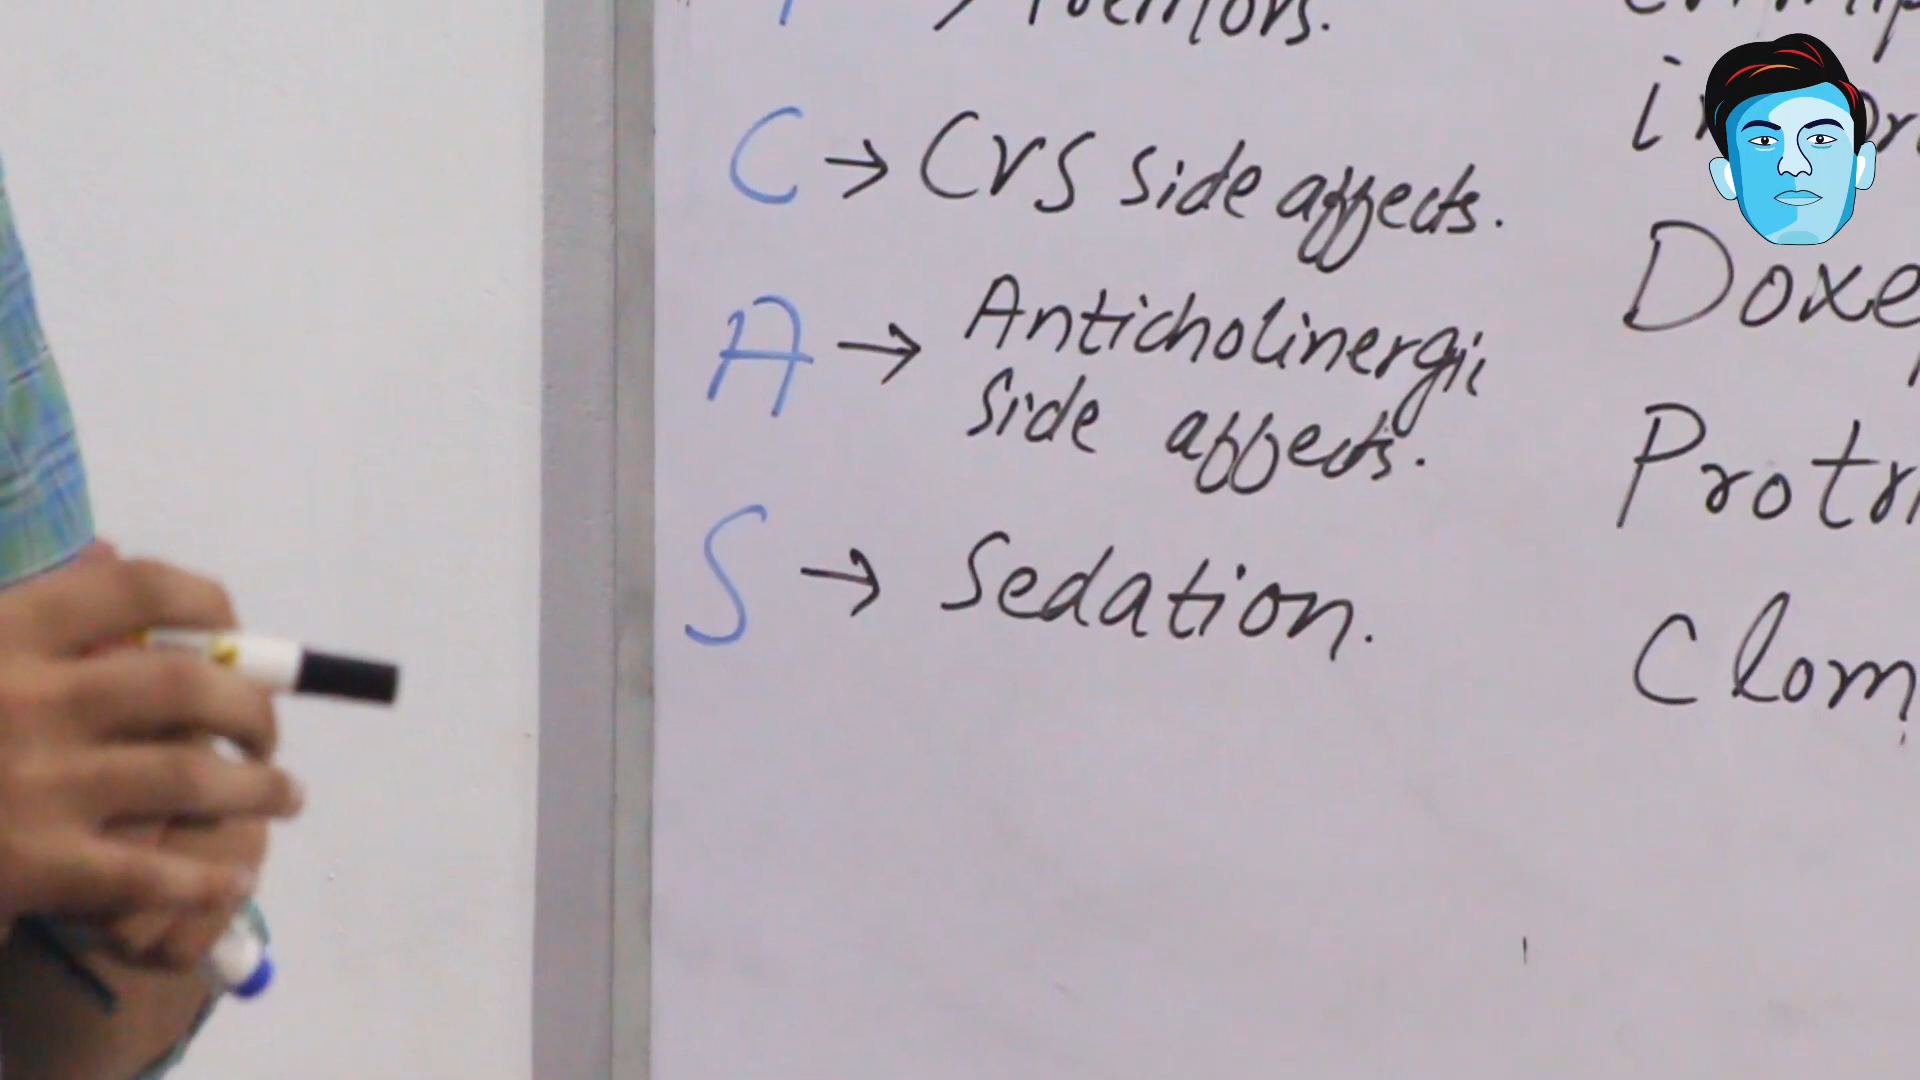 C → CVS side affects.
A → Anticholinergic
side affects.
S → Sedation.
Doxe
Protri
Clom